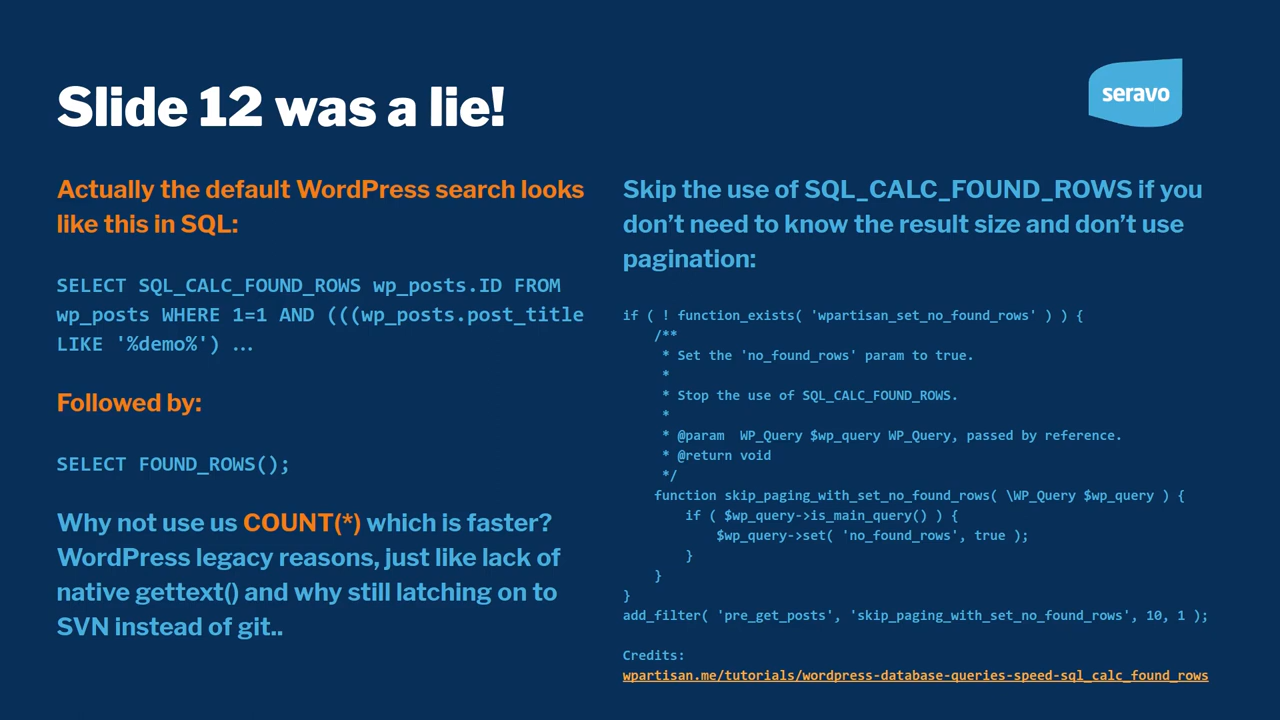 Slide 12 was a lie!
seravo
Actually the default WordPress search looks
like this in SQL:
SELECT SQL_CALC_FOUND_ROWS wp_posts.ID FROM
wp_posts WHERE 1=1 AND (((wp_posts.post_title
LIKE '%demo%') …
Followed by:
SELECT FOUND_ROWS();
Why not use us COUNT(*) which is faster?
WordPress legacy reasons, just like lack of
native gettext() and why still latching on to
SVN instead of git..
Skip the use of SQL_CALC_FOUND_ROWS if you
don’t need to know the result size and don’t use
pagination:
if ( ! function_exists( 'wpartisan_set_no_found_rows' ) ) {
    /**
     * Set the 'no_found_rows' param to true.
     *
     * Stop the use of SQL_CALC_FOUND_ROWS.
     *
     * @param  WP_Query $wp_query WP_Query, passed by reference.
     * @return void
     */
    function skip_paging_with_set_no_found_rows( \WP_Query $wp_query ) {
        if ( $wp_query->is_main_query() ) {
            $wp_query->set( 'no_found_rows', true );
        }
    }
}
add_filter( 'pre_get_posts', 'skip_paging_with_set_no_found_rows', 10, 1 );
Credits:
wpartisan.me/tutorials/wordpress-database-queries-speed-sql_calc_found_rows